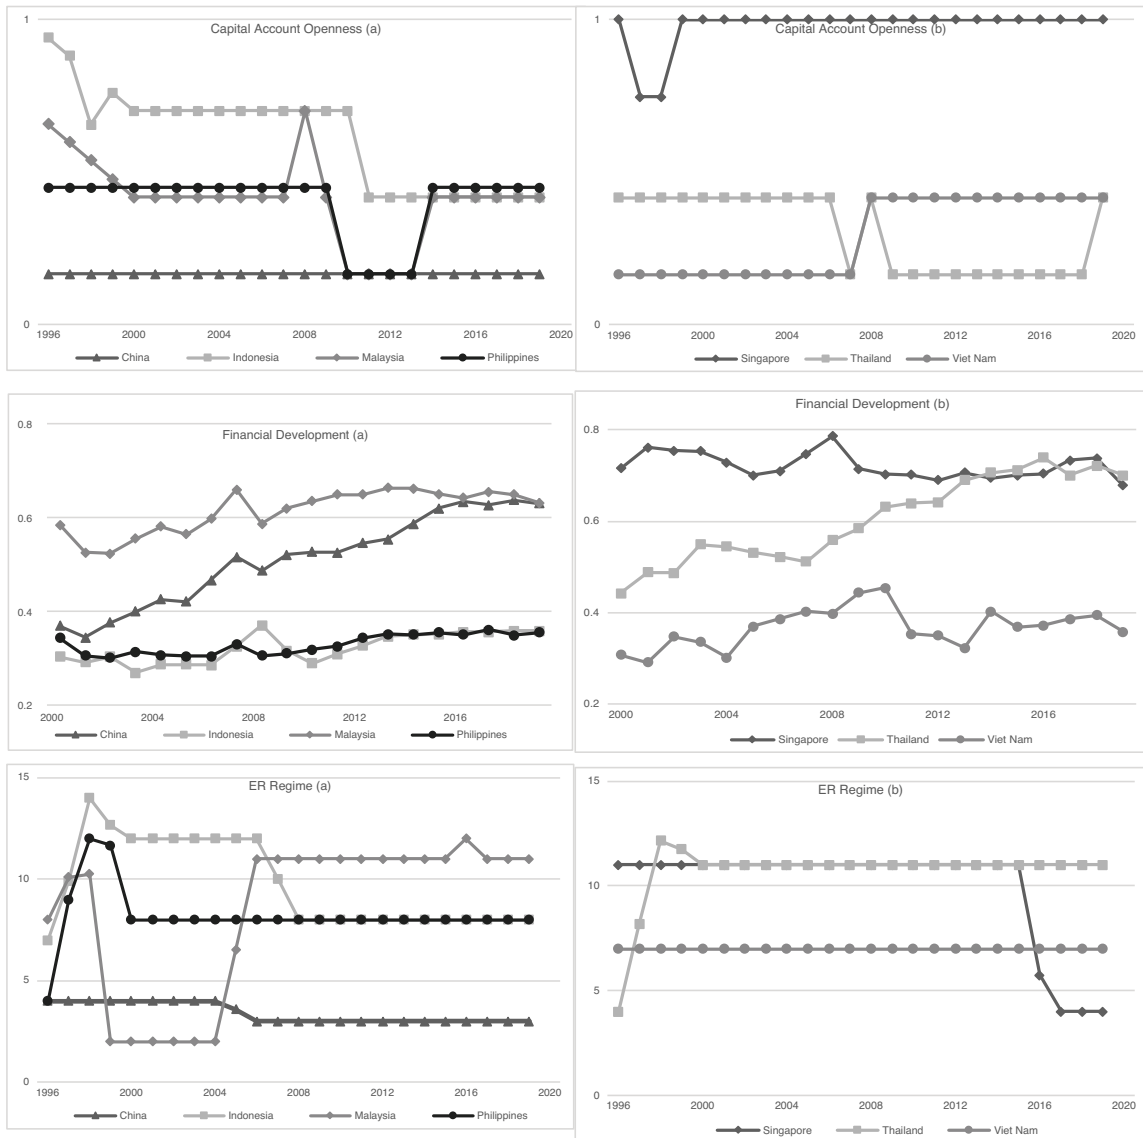 1
Capital Account Openness (a)
0
1996 2000 2004 2008 2012 2016 2020
China Indonesia Malaysia Philippines
1
Capital Account Openness (b)
0
1996 2000 2004 2008 2012 2016 2020
Singapore Thailand Viet Nam
0.8
Financial Development (a)
0.6
0.4
0.2
2000 2004 2008 2012 2016
China Indonesia Malaysia Philippines
Financial Development (b)
0.8
0.6
0.4
0.2
2000 2004 2008 2012 2016
Singapore Thailand Viet Nam
15
ER Regime (a)
10
5
0
1996 2000 2004 2008 2012 2016 2020
China Indonesia Malaysia Philippines
15
ER Regime (b)
10
5
0
1996 2000 2004 2008 2012 2016 2020
Singapore Thailand Viet Nam